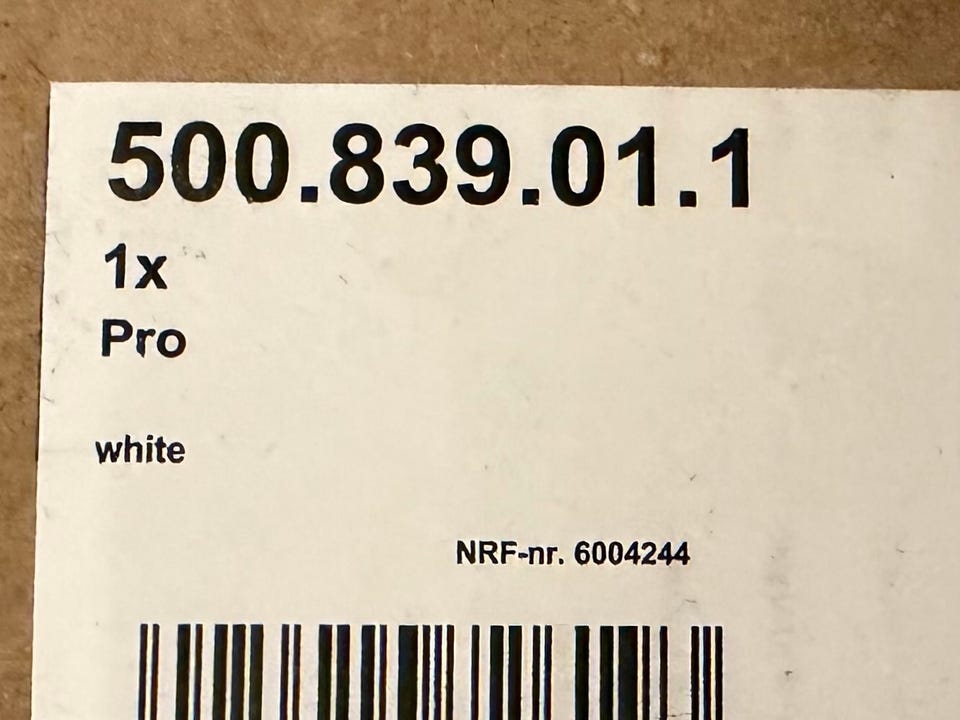 500.839.01.1
1x
Pro
white
NRF-nr. 6004244